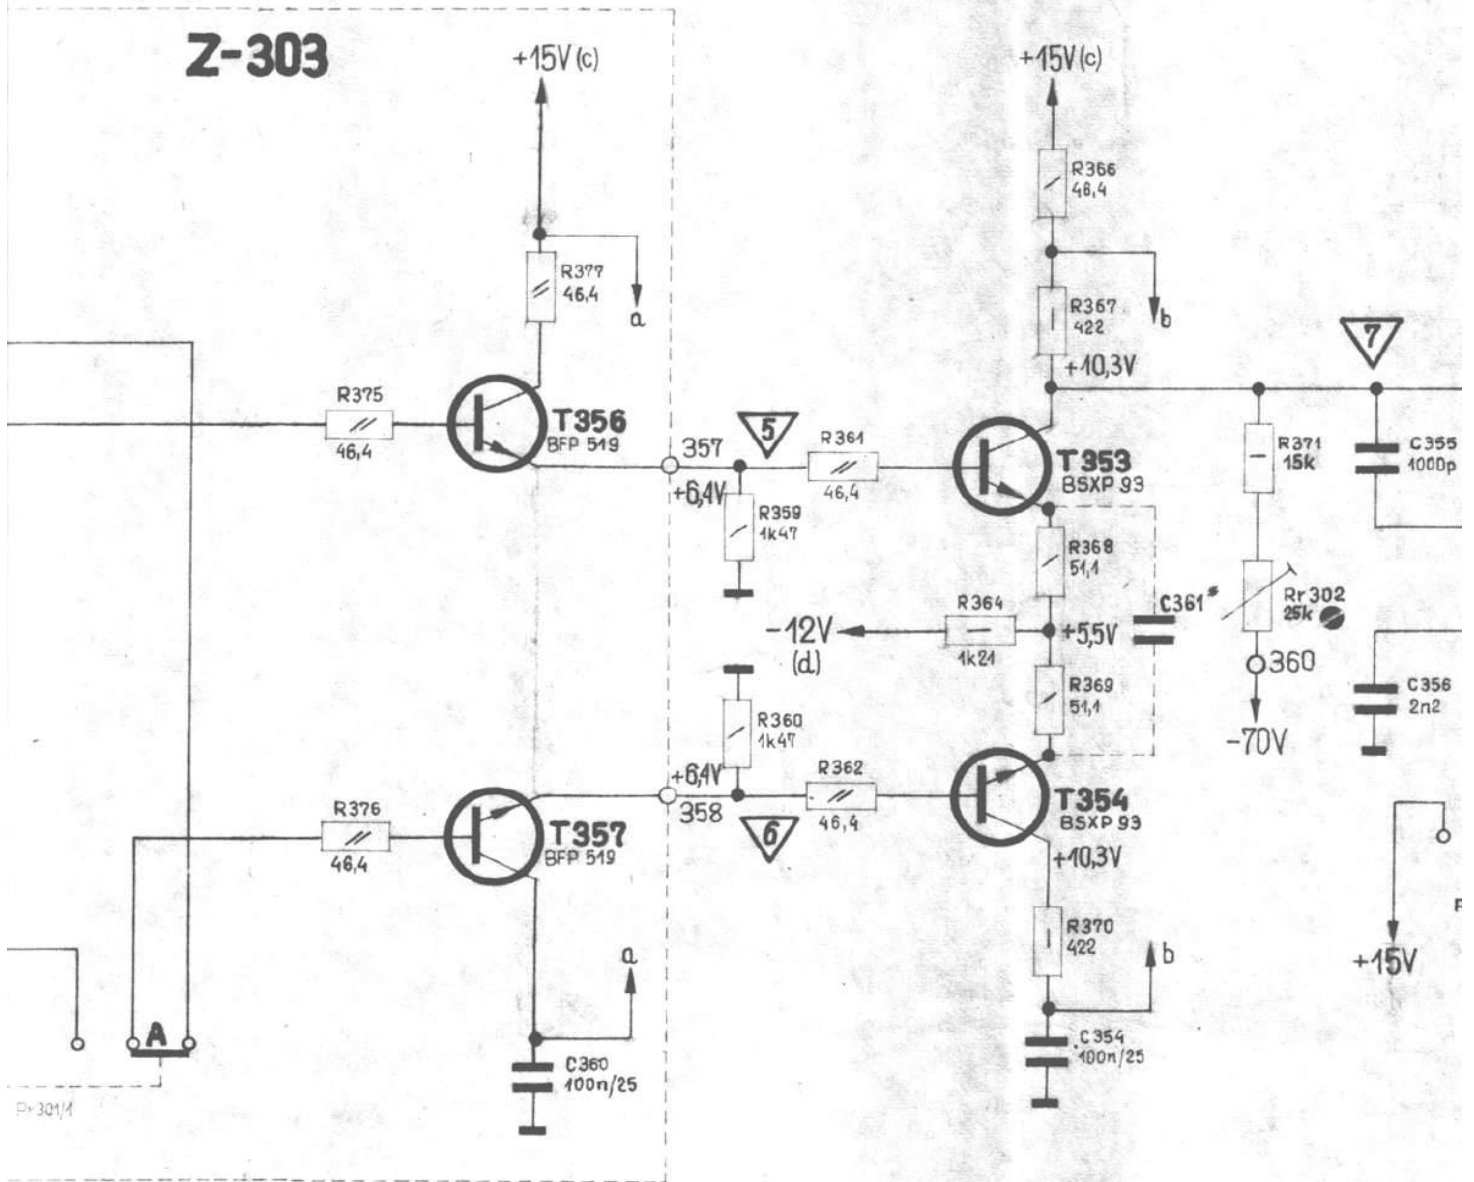 Z-303
+15V (c)
+15V (c)
R366
46,4
R377
46,4
a
R367
422
b
+10,3V
7
R375
46,4
T356
BFP 519
357
5
+6,4V
R361
46,4
T353
BSXP 93
R371
15k
C355
1000p
R359
1k47
R368
51,1
R364
1k21
-12V
(d)
+5,5V
C361*
Rr302
25k
360
-70V
C356
2n2
R360
1k47
R369
51,1
+6,4V
358
6
R362
46,4
T354
BSXP 93
+10,3V
R376
46,4
T357
BFP 519
a
R370
422
b
+15V
A
C360
100n/25
C354
100n/25
Pr301/1